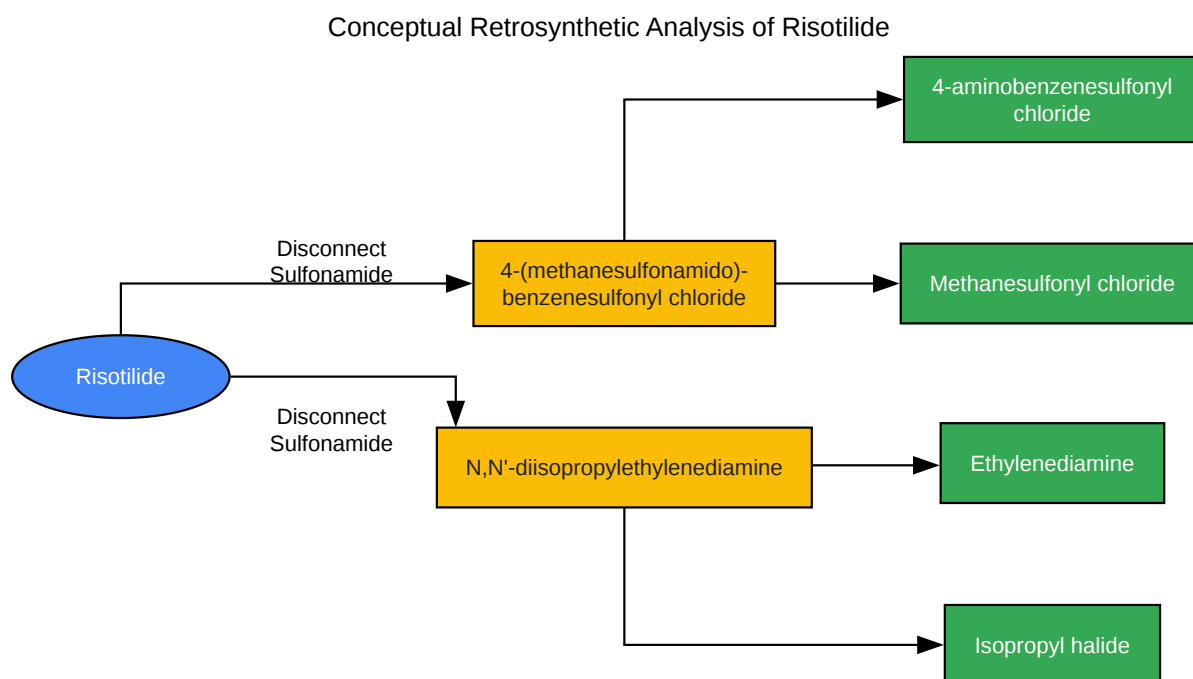 Conceptual Retrosynthetic Analysis of Risotilide
4-aminobenzenesulfonyl
chloride
Disconnect
Sulfonamide
4-(methanesulfonamido)-
benzenesulfonyl chloride
Methanesulfonyl chloride
Risotilide
Disconnect
Sulfonamide
N,N'-diisopropylethylenediamine
Ethylenediamine
Isopropyl halide